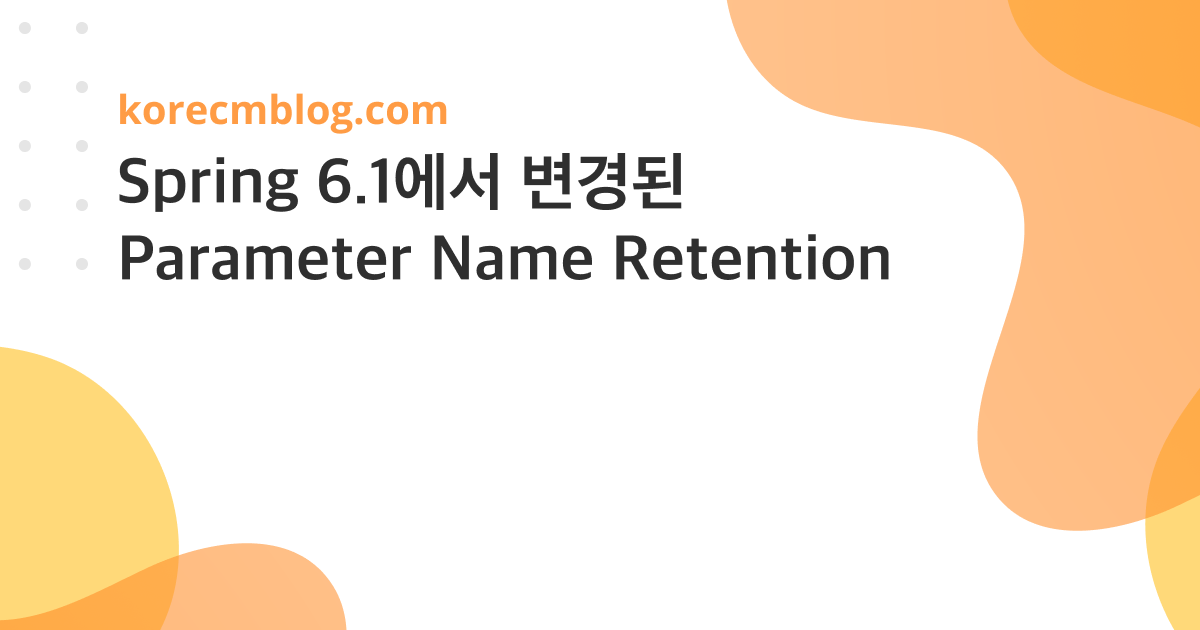 korecmblog.com
Spring 6.1에서 변경된
Parameter Name Retention